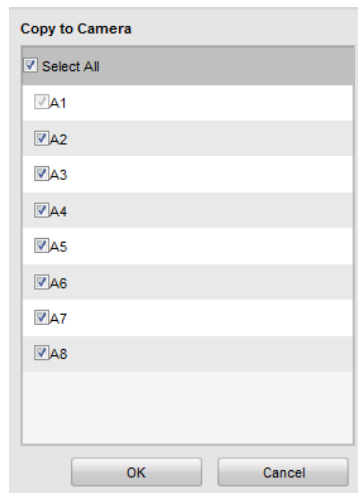 Copy to Camera
Select All
A1
A2
A3
A4
A5
A6
A7
A8
OK Cancel